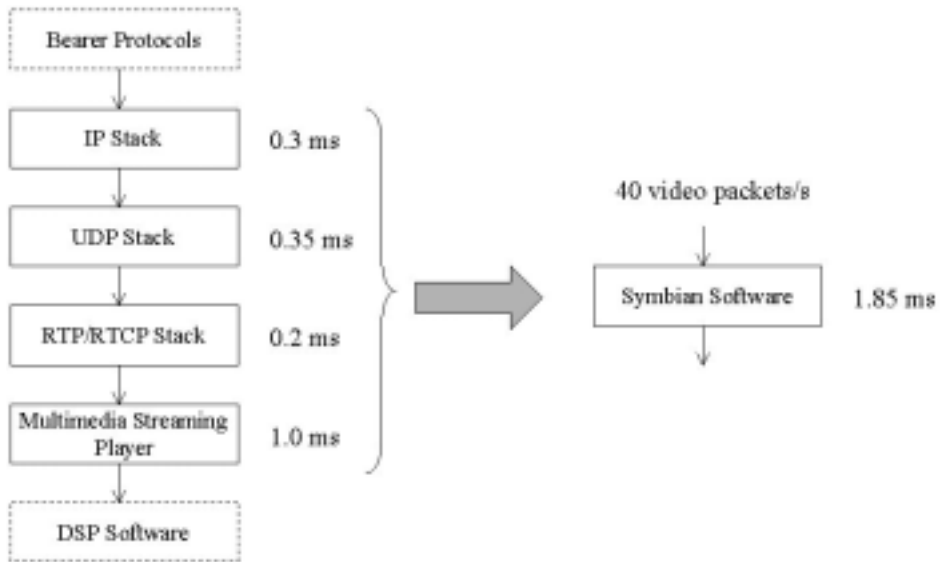 Bearer Protocols
IP Stack
0.3 ms
UDP Stack
0.35 ms
RTP/RTCP Stack
0.2 ms
Multimedia Streaming
Player
1.0 ms
DSP Software
40 video packets/s
Symbian Software
1.85 ms